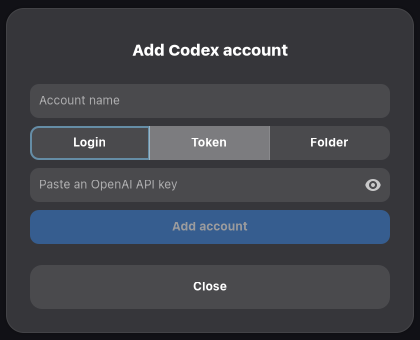 Add Codex account
Account name
Login Token Folder
Paste an OpenAI API key
Add account
Close